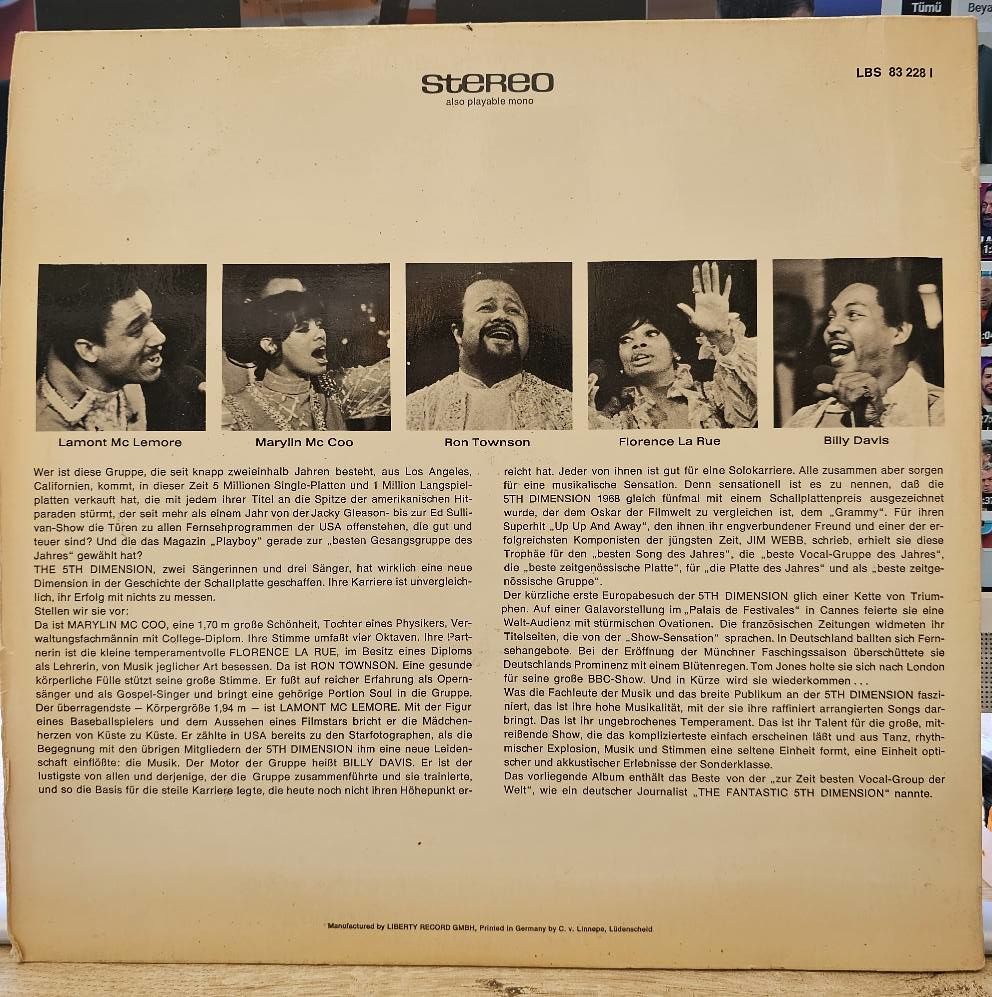 Tümü
Beya
STEREO
also playable mono
LBS 83 228 I
Lamont Mc Lemore
Marylin Mc Coo
Ron Townson
Florence La Rue
Billy Davis
Wer ist diese Gruppe, die seit knapp zweieinhalb Jahren besteht, aus Los Angeles,
Californien, kommt, in dieser Zeit 5 Millionen Single-Platten und 1 Million Langspiel-
platten verkauft hat, die mit jedem Ihrer Titel an die Spitze der amerikanischen Hit-
paraden stürmt, der seit mehr als einem Jahr von der Jacky Gleason- bis zur Ed Sulli-
van-Show die Türen zu allen Fernsehprogrammen der USA offenstehen, die gut und
teuer sind? Und die das Magazin „Playboy" gerade zur „besten Gesangsgruppe des
Jahres" gewählt hat?
THE 5TH DIMENSION, zwei Sängerinnen und drei Sänger, hat wirklich eine neue
Dimension in der Geschichte der Schallplatte geschaffen. Ihre Karriere ist unvergleich-
lich, ihr Erfolg mit nichts zu messen.
Stellen wir sie vor:
Da ist MARYLIN MC COO, eine 1,70 m große Schönheit, Tochter eines Physikers, Ver-
waltungsfachmännin mit College-Diplom. Ihre Stimme umfaßt vier Oktaven. Ihre Part-
nerin ist die kleine temperamentvolle FLORENCE LA RUE, im Besitz eines Diploms
als Lehrerin, von Musik jeglicher Art besessen. Da ist RON TOWNSON. Eine gesunde
körperliche Fülle stützt seine große Stimme. Er fußt auf reicher Erfahrung als Opern-
sänger und als Gospel-Singer und bringt eine gehörige Portion Soul in die Gruppe.
Der überragendste – Körpergröße 1,94 m – ist LAMONT MC LEMORE. Mit der Figur
eines Baseballspielers und dem Aussehen eines Filmstars bricht er die Mädchen-
herzen von Küste zu Küste. Er zählte in USA bereits zu den Starfotographen, als die
Begegnung mit den übrigen Mitgliedern der 5TH DIMENSION ihm eine neue Leiden-
schaft einflößte: die Musik. Der Motor der Gruppe heißt BILLY DAVIS. Er ist der
lustigste von allen und derjenige, der die Gruppe zusammenführte und sie trainierte,
und so die Basis für die steile Karriere legte, die heute noch nicht ihren Höhepunkt er-
reicht hat. Jeder von ihnen ist gut für eine Solokarriere. Alle zusammen aber sorgen
für eine musikalische Sensation. Denn sensationell ist es zu nennen, daß die
5TH DIMENSION 1968 gleich fünfmal mit einem Schallplattenpreis ausgezeichnet
wurde, der dem Oskar der Filmwelt zu vergleichen ist, dem „Grammy". Für ihren
Superhit „Up Up And Away", den ihnen ihr engverbundener Freund und einer der er-
folgreichsten Komponisten der jüngsten Zeit, JIM WEBB, schrieb, erhielt sie diese
Trophäe für den „besten Song des Jahres", die „beste Vocal-Gruppe des Jahres",
die „beste zeitgenössische Platte", für „die Platte des Jahres" und als „beste zeitge-
nössische Gruppe".
Der kürzliche erste Europabesuch der 5TH DIMENSION glich einer Kette von Trium-
phen. Auf einer Galavorstellung im „Palais de Festivales" in Cannes feierte sie eine
Welt-Audienz mit stürmischen Ovationen. Die französischen Zeitungen widmeten ihr
Titelseiten, die von der „Show-Sensation" sprachen. In Deutschland ballten sich Fern-
sehangebote. Bei der Eröffnung der Münchner Faschingssaison überschüttete sie
Deutschlands Prominenz mit einem Blütenregen. Tom Jones holte sie sich nach London
für seine große BBC-Show. Und in Kürze wird sie wiederkommen . . .
Was die Fachleute der Musik und das breite Publikum an der 5TH DIMENSION faszi-
niert, das ist ihre hohe Musikalität, mit der sie ihre raffiniert arrangierten Songs dar-
bringt. Das ist ihr ungebrochenes Temperament. Das ist ihr Talent für die große, mit-
reißende Show, die das komplizierteste einfach erscheinen läßt und aus Tanz, rhyth-
mischer Explosion, Musik und Stimmen eine seltene Einheit formt, eine Einheit opti-
scher und akkustischer Erlebnisse der Sonderklasse.
Das vorliegende Album enthält das Beste von der „zur Zeit besten Vocal-Group der
Welt", wie ein deutscher Journalist „THE FANTASTIC 5TH DIMENSION" nannte.
Manufactured by LIBERTY RECORD GMBH, Printed in Germany by C. v. Linnepe, Lüdenscheid